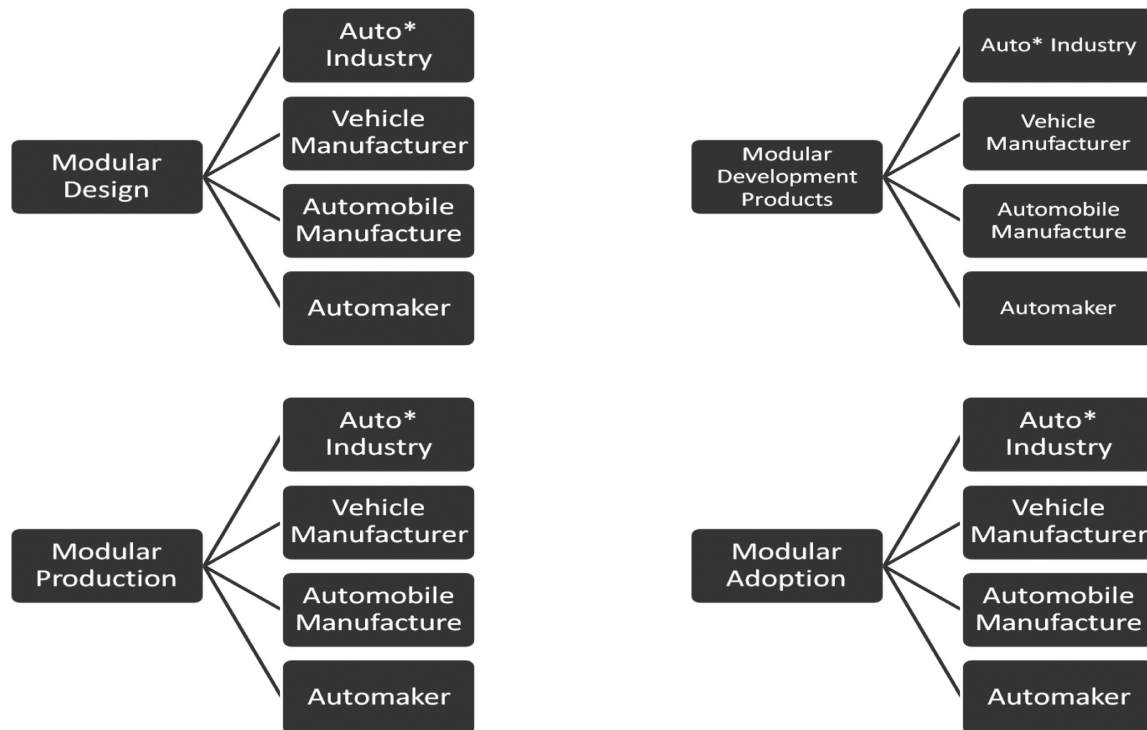 Modular
Design
Auto*
Industry
Vehicle
Manufacturer
Automobile
Manufacture
Automaker
Modular
Development
Products
Auto* Industry
Vehicle
Manufacturer
Automobile
Manufacture
Automaker
Modular
Production
Auto*
Industry
Vehicle
Manufacturer
Automobile
Manufacture
Automaker
Modular
Adoption
Auto*
Industry
Vehicle
Manufacturer
Automobile
Manufacture
Automaker